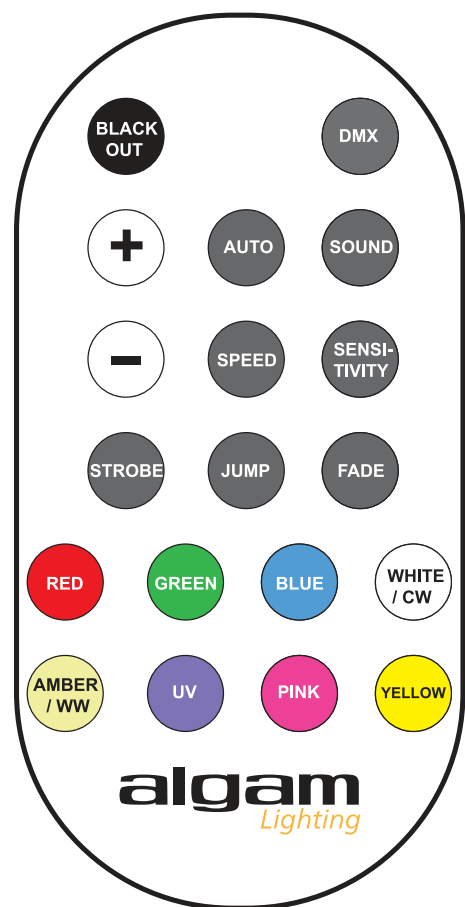 BLACK
OUT
DMX
+
AUTO
SOUND
-
SPEED
SENSI-
TIVITY
STROBE
JUMP
FADE
RED
GREEN
BLUE
WHITE
/ CW
AMBER
/ WW
UV
PINK
YELLOW
algam
Lighting